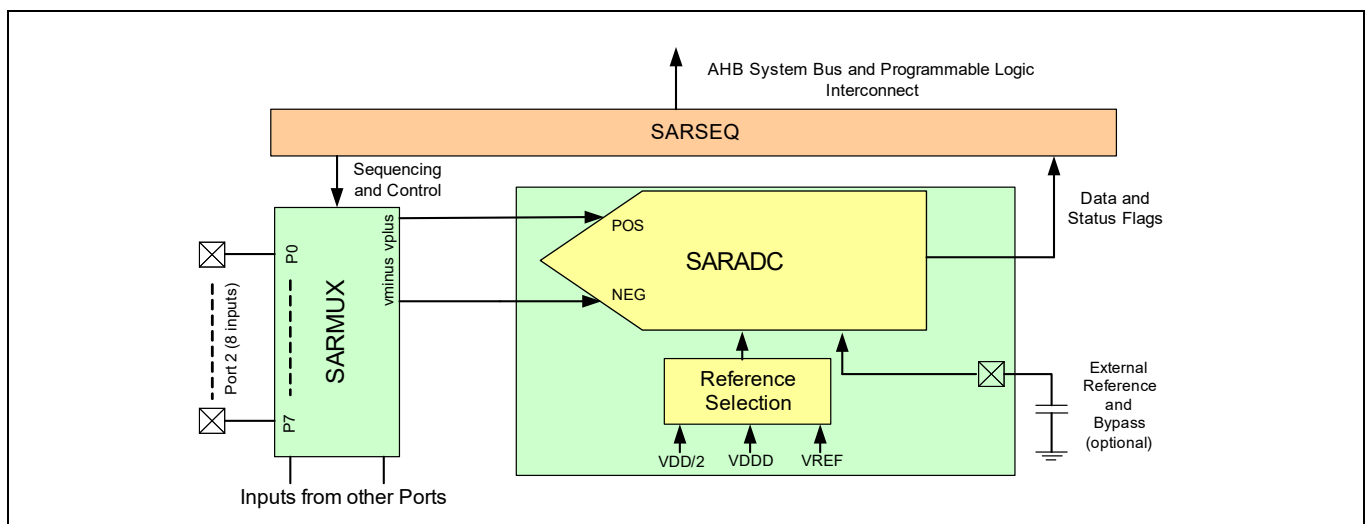 AHB System Bus and Programmable Logic
Interconnect
SARSEQ
Sequencing
and Control
Data and
Status Flags
vminus vplus
POS
P0
SARADC
SARMUX
Port 2 (8 inputs)
NEG
Reference
Selection
External
Reference
and
Bypass
(optional)
P7
VDD/2
VDDD
VREF
Inputs from other Ports